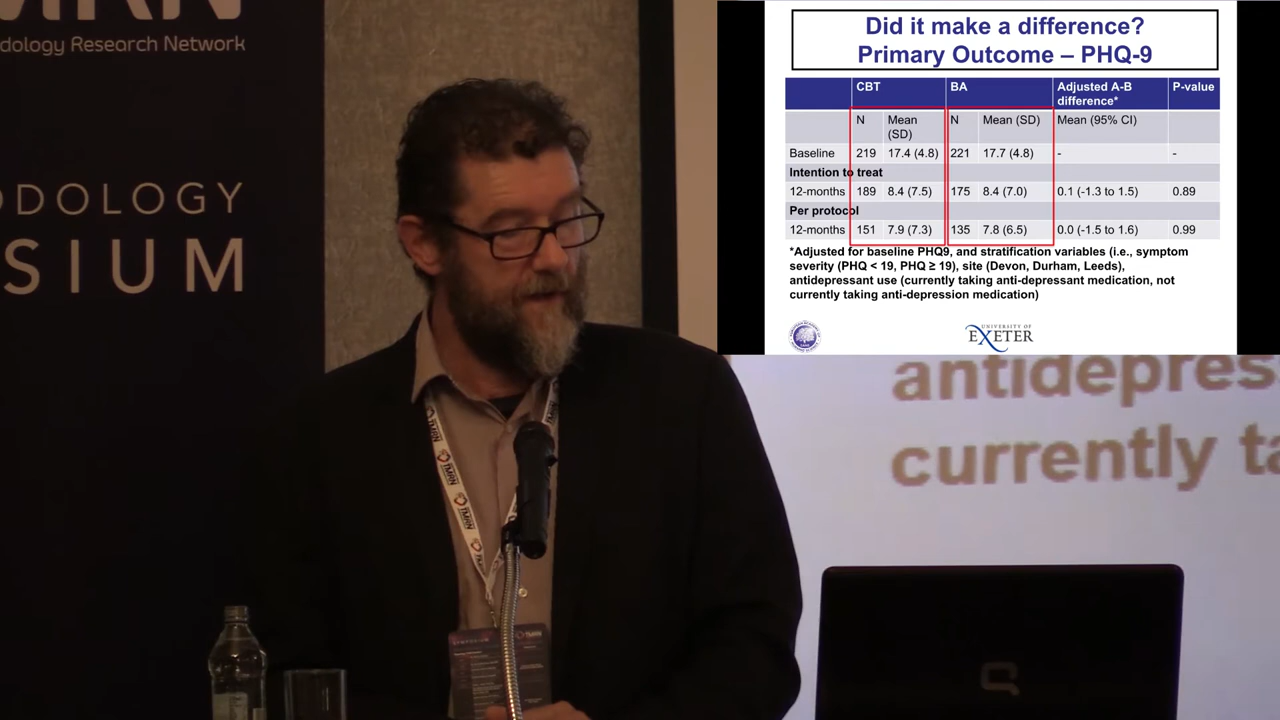 MRN
dology Research Network
ODOLOGY
SIUM
Did it make a difference?
Primary Outcome – PHQ-9
CBT BA Adjusted A-B difference* P-value
N Mean (SD) N Mean (SD) Mean (95% CI)
Baseline 219 17.4 (4.8) 221 17.7 (4.8) - -
Intention to treat
12-months 189 8.4 (7.5) 175 8.4 (7.0) 0.1 (-1.3 to 1.5) 0.89
Per protocol
12-months 151 7.9 (7.3) 135 7.8 (6.5) 0.0 (-1.5 to 1.6) 0.99
*Adjusted for baseline PHQ9, and stratification variables (i.e., symptom
severity (PHQ < 19, PHQ ≥ 19), site (Devon, Durham, Leeds),
antidepressant use (currently taking anti-depressant medication, not
currently taking anti-depression medication)
UNIVERSITY OF
EXETER
antidepres
currently ta
TMRN
TMRN
TMRN